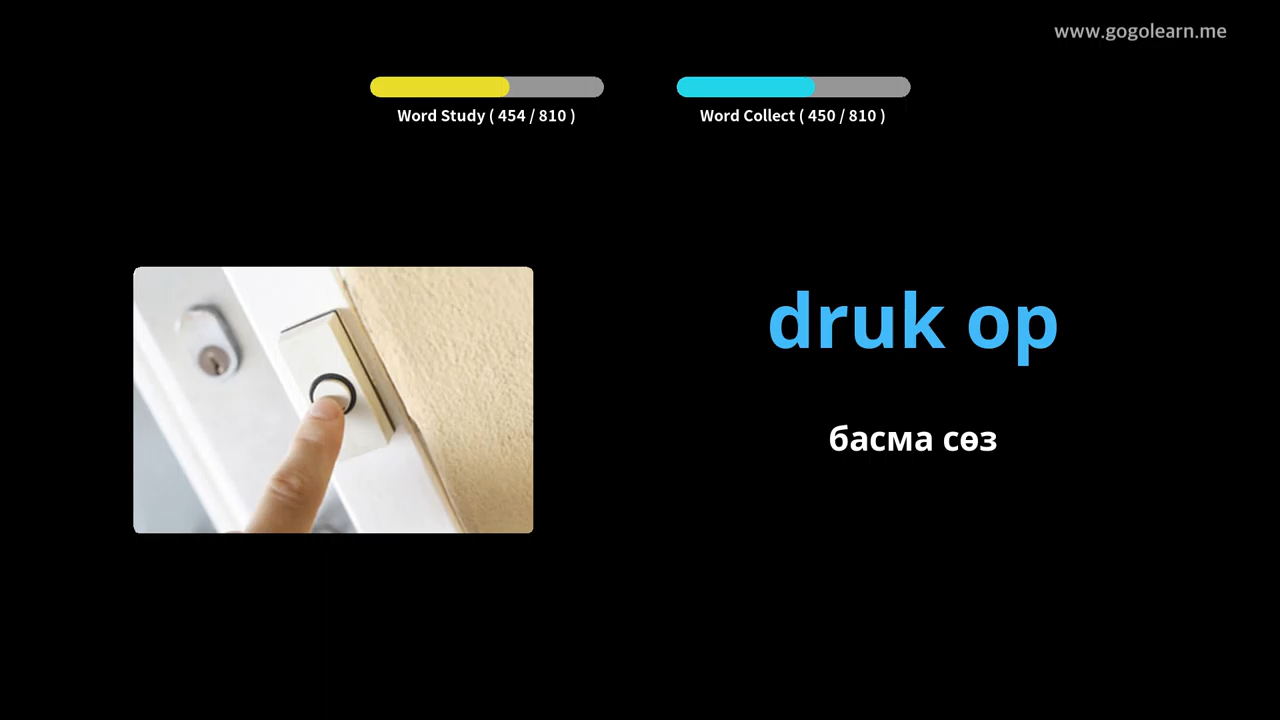 www.gogolearn.me
Word Study ( 454 / 810 )
Word Collect ( 450 / 810 )
druk op
басма сөз